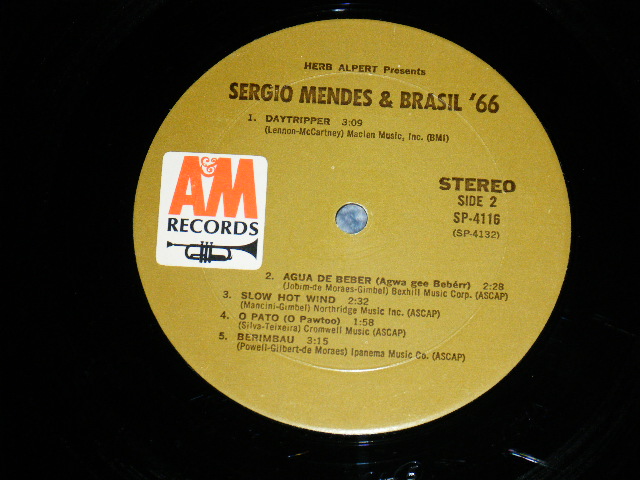 HERB ALPERT Presents
SERGIO MENDES & BRASIL '66
1. DAYTRIPPER 3:09
(Lennon-McCartney) Maclen Music, Inc. (BMI)
A&M
RECORDS
STEREO
SIDE 2
SP-4116
(SP-4132)
2. AGUA DE BEBER (Agwa gee Bebérr) 2:28
(Jobim-de Moraes-Gimbel) Bexhill Music Corp. (ASCAP)
3. SLOW HOT WIND 2:32
(Mancini-Gimbel) Northridge Music Inc. (ASCAP)
4. O PATO (O Pawtoo) 1:58
(Silva-Teixeira) Cromwell Music (ASCAP)
5. BERIMBAU 3:15
(Powell-Gilbert-de Moraes) Ipanema Music Co. (ASCAP)